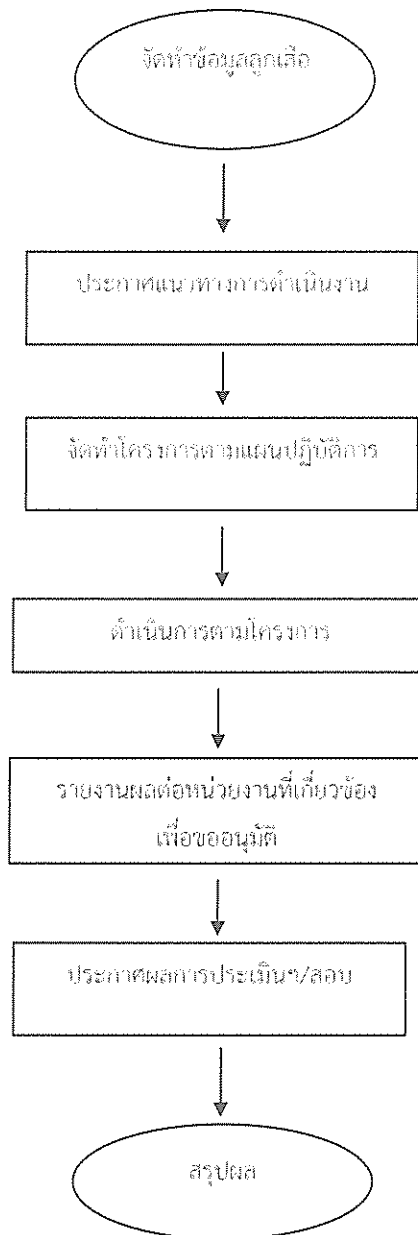 จัดทำข้อมูลลูกเสือ
ประกาศแนวทางการดำเนินงาน
จัดทำโครงการตามแผนปฏิบัติการ
ดำเนินการตามโครงการ
รายงานผลต่อหน่วยงานที่เกี่ยวข้อง
เพื่อขออนุมัติ
ประกาศผลการประเมินฯ/สอบ
สรุปผล